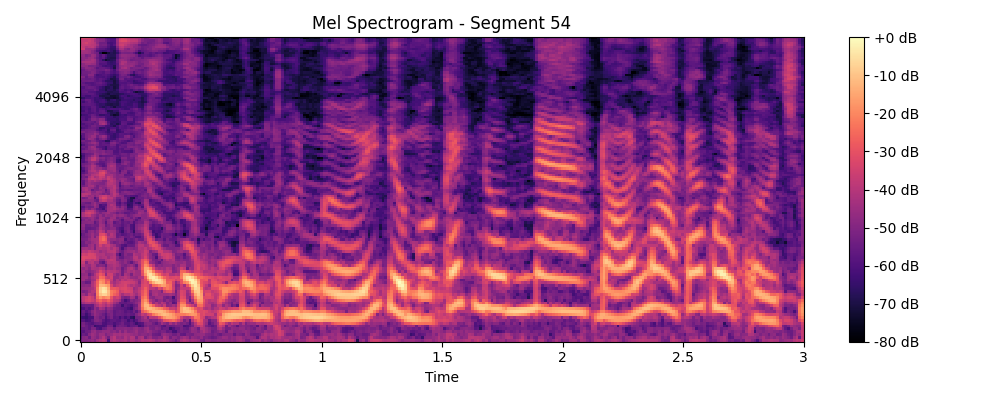 Mel Spectrogram - Segment 54
+0 dB
-10 dB
-20 dB
-30 dB
-40 dB
-50 dB
-60 dB
-70 dB
-80 dB
Frequency
4096
2048
1024
512
0
0 0.5 1 1.5 2 2.5 3
Time